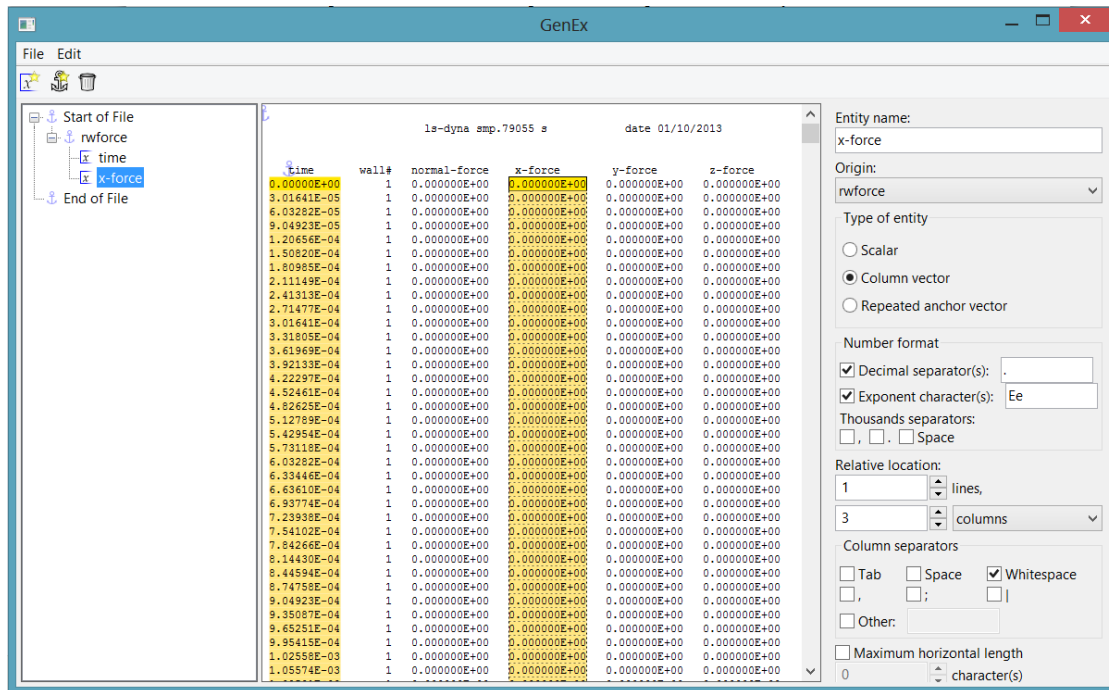 GenEx
File Edit
Start of File
rwforce
x time
x x-force
End of File
ls-dyna smp.79055 s date 01/10/2013
time wall# normal-force x-force y-force z-force
0.00000E+00 1 0.000000E+00 0.000000E+00 0.000000E+00 0.000000E+00
3.01641E-05 1 0.000000E+00 0.000000E+00 0.000000E+00 0.000000E+00
6.03282E-05 1 0.000000E+00 0.000000E+00 0.000000E+00 0.000000E+00
9.04923E-05 1 0.000000E+00 0.000000E+00 0.000000E+00 0.000000E+00
1.20656E-04 1 0.000000E+00 0.000000E+00 0.000000E+00 0.000000E+00
1.50820E-04 1 0.000000E+00 0.000000E+00 0.000000E+00 0.000000E+00
1.80985E-04 1 0.000000E+00 0.000000E+00 0.000000E+00 0.000000E+00
2.11149E-04 1 0.000000E+00 0.000000E+00 0.000000E+00 0.000000E+00
2.41313E-04 1 0.000000E+00 0.000000E+00 0.000000E+00 0.000000E+00
2.71477E-04 1 0.000000E+00 0.000000E+00 0.000000E+00 0.000000E+00
3.01641E-04 1 0.000000E+00 0.000000E+00 0.000000E+00 0.000000E+00
3.31805E-04 1 0.000000E+00 0.000000E+00 0.000000E+00 0.000000E+00
3.61969E-04 1 0.000000E+00 0.000000E+00 0.000000E+00 0.000000E+00
3.92133E-04 1 0.000000E+00 0.000000E+00 0.000000E+00 0.000000E+00
4.22297E-04 1 0.000000E+00 0.000000E+00 0.000000E+00 0.000000E+00
4.52461E-04 1 0.000000E+00 0.000000E+00 0.000000E+00 0.000000E+00
4.82625E-04 1 0.000000E+00 0.000000E+00 0.000000E+00 0.000000E+00
5.12789E-04 1 0.000000E+00 0.000000E+00 0.000000E+00 0.000000E+00
5.42954E-04 1 0.000000E+00 0.000000E+00 0.000000E+00 0.000000E+00
5.73118E-04 1 0.000000E+00 0.000000E+00 0.000000E+00 0.000000E+00
6.03282E-04 1 0.000000E+00 0.000000E+00 0.000000E+00 0.000000E+00
6.33446E-04 1 0.000000E+00 0.000000E+00 0.000000E+00 0.000000E+00
6.63610E-04 1 0.000000E+00 0.000000E+00 0.000000E+00 0.000000E+00
6.93774E-04 1 0.000000E+00 0.000000E+00 0.000000E+00 0.000000E+00
7.23938E-04 1 0.000000E+00 0.000000E+00 0.000000E+00 0.000000E+00
7.54102E-04 1 0.000000E+00 0.000000E+00 0.000000E+00 0.000000E+00
7.84266E-04 1 0.000000E+00 0.000000E+00 0.000000E+00 0.000000E+00
8.14430E-04 1 0.000000E+00 0.000000E+00 0.000000E+00 0.000000E+00
8.44594E-04 1 0.000000E+00 0.000000E+00 0.000000E+00 0.000000E+00
8.74758E-04 1 0.000000E+00 0.000000E+00 0.000000E+00 0.000000E+00
9.04923E-04 1 0.000000E+00 0.000000E+00 0.000000E+00 0.000000E+00
9.35087E-04 1 0.000000E+00 0.000000E+00 0.000000E+00 0.000000E+00
9.65251E-04 1 0.000000E+00 0.000000E+00 0.000000E+00 0.000000E+00
9.95415E-04 1 0.000000E+00 0.000000E+00 0.000000E+00 0.000000E+00
1.02558E-03 1 0.000000E+00 0.000000E+00 0.000000E+00 0.000000E+00
1.05574E-03 1 0.000000E+00 0.000000E+00 0.000000E+00 0.000000E+00
Entity name:
x-force
Origin:
rwforce
Type of entity
Scalar
Column vector
Repeated anchor vector
Number format
Decimal separator(s): .
Exponent character(s): Ee
Thousands separators:
, . Space
Relative location:
1 lines,
3 columns
Column separators
Tab Space Whitespace
, ; |
Other:
Maximum horizontal length
0 character(s)